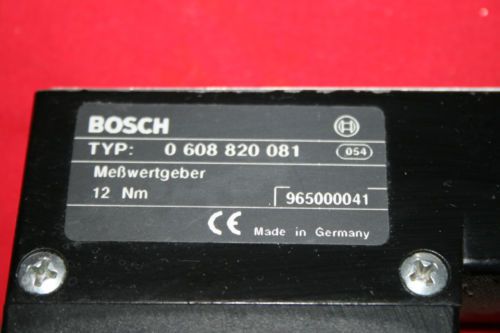 BOSCH
TYP: 0 608 820 081 054
Meßwertgeber
12 Nm 965000041
CE Made in Germany